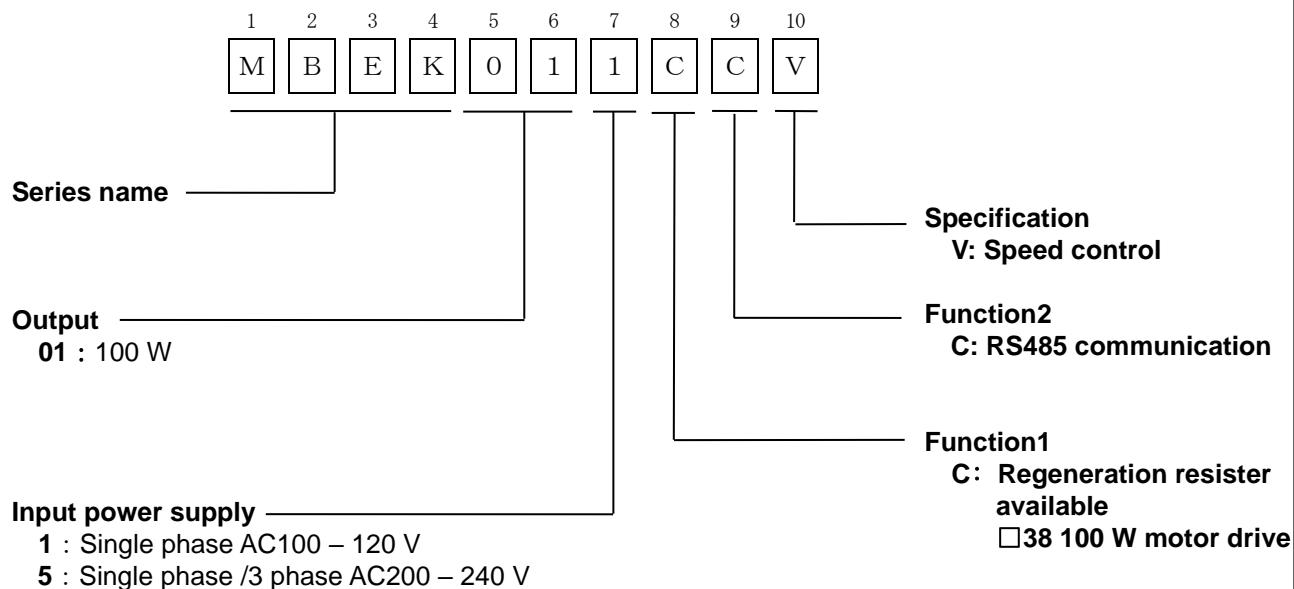 1 2 3 4 5 6 7 8 9 10
M B E K 0 1 1 C C V
Series name
Output
01：100 W
Input power supply
1：Single phase AC100 – 120 V
5：Single phase /3 phase AC200 – 240 V
Specification
V: Speed control
Function2
C: RS485 communication
Function1
C： Regeneration resister
available
□38 100 W motor drive